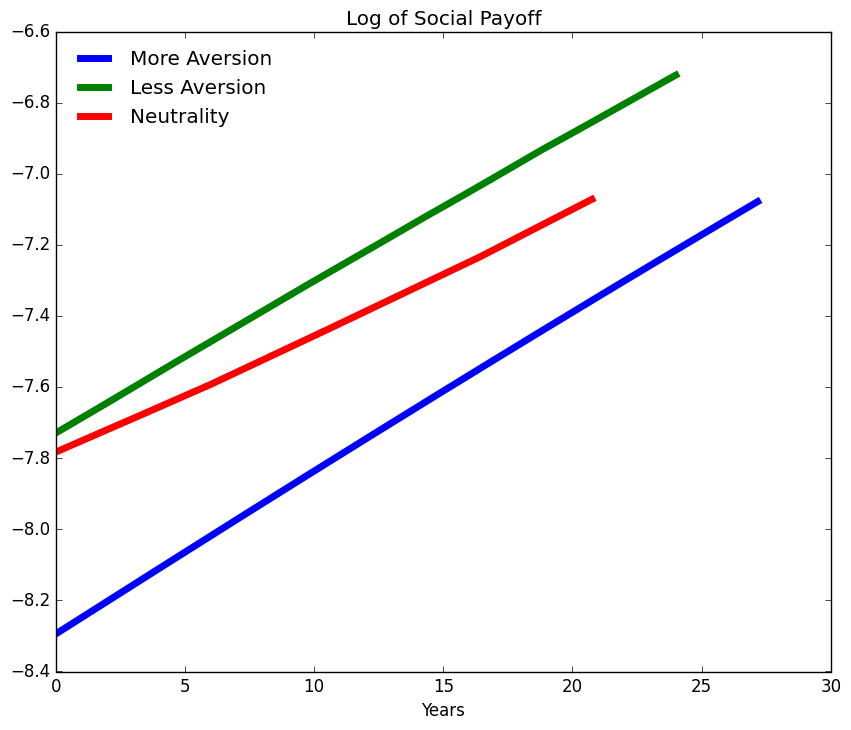 Log of Social Payoff
−6.6
−6.8
−7.0
−7.2
−7.4
−7.6
−7.8
−8.0
−8.2
−8.4
More Aversion
Less Aversion
Neutrality
0 5 10 15 20 25 30
Years